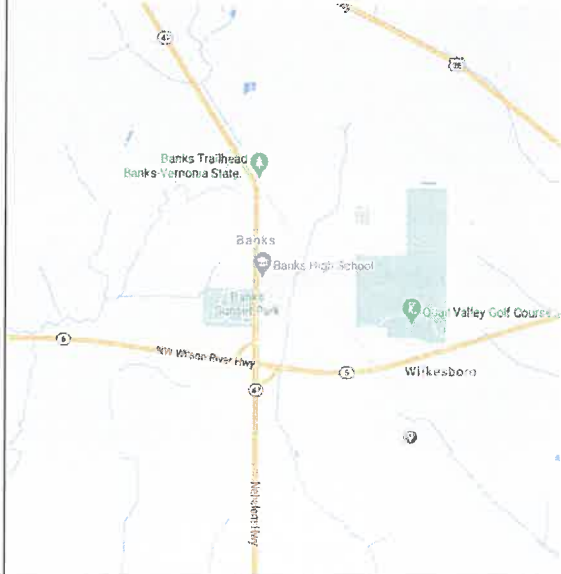 47
26
Banks Trailhead
Banks-Vernonia State.
Banks
Banks High School
Banks
Sunset Park
Quail Valley Golf Course
6
NW Wilson River Hwy
6
Wilkesboro
47
Nehalem Hwy